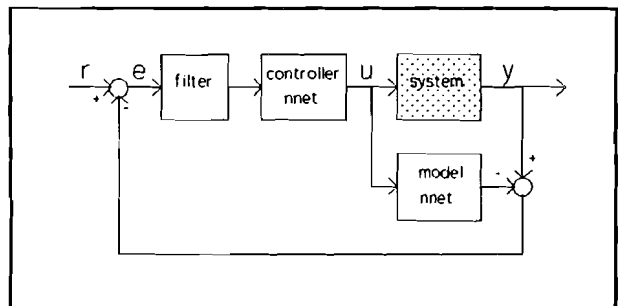 r
e
filter
controller
nnet
u
system
y
+
-
model
nnet
-
+